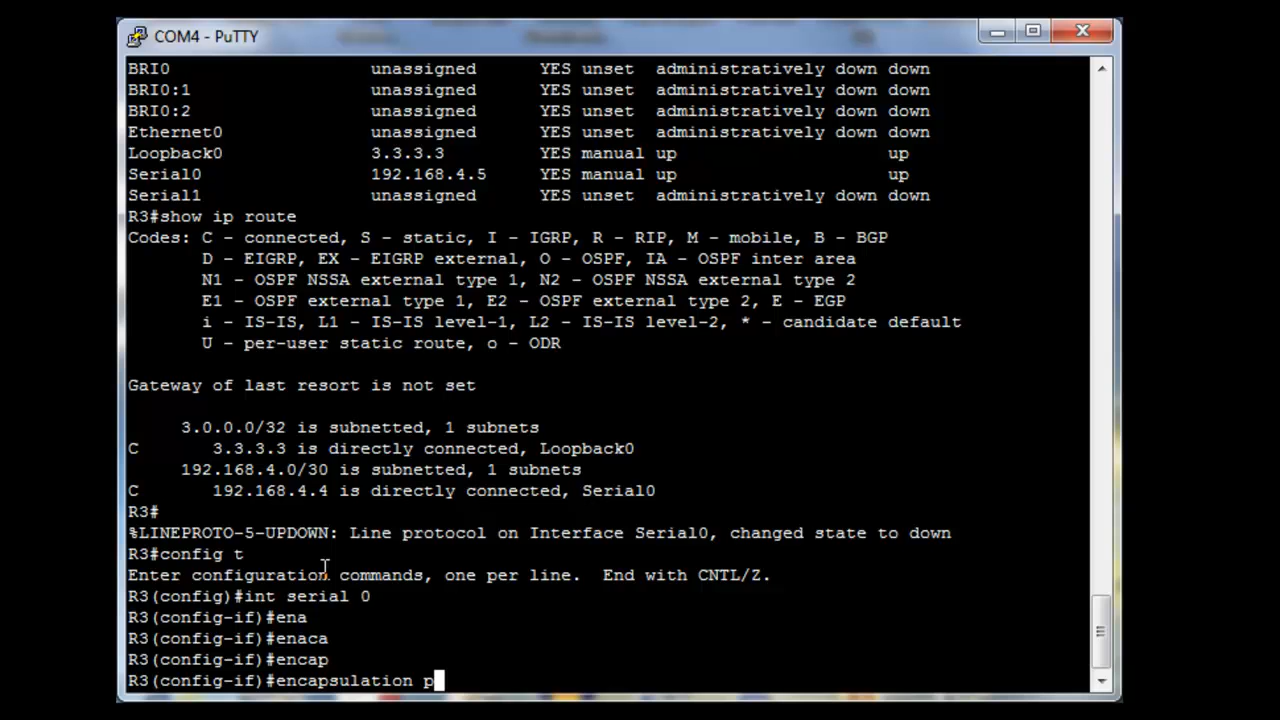 COM4 - PuTTY
BRI0 unassigned YES unset administratively down down
BRI0:1 unassigned YES unset administratively down down
BRI0:2 unassigned YES unset administratively down down
Ethernet0 unassigned YES unset administratively down down
Loopback0 3.3.3.3 YES manual up up
Serial0 192.168.4.5 YES manual up up
Serial1 unassigned YES unset administratively down down
R3#show ip route
Codes: C - connected, S - static, I - IGRP, R - RIP, M - mobile, B - BGP
D - EIGRP, EX - EIGRP external, O - OSPF, IA - OSPF inter area
N1 - OSPF NSSA external type 1, N2 - OSPF NSSA external type 2
E1 - OSPF external type 1, E2 - OSPF external type 2, E - EGP
i - IS-IS, L1 - IS-IS level-1, L2 - IS-IS level-2, * - candidate default
U - per-user static route, o - ODR
Gateway of last resort is not set
3.0.0.0/32 is subnetted, 1 subnets
C 3.3.3.3 is directly connected, Loopback0
192.168.4.0/30 is subnetted, 1 subnets
C 192.168.4.4 is directly connected, Serial0
R3#
%LINEPROTO-5-UPDOWN: Line protocol on Interface Serial0, changed state to down
R3#config t
Enter configuration commands, one per line. End with CNTL/Z.
R3(config)#int serial 0
R3(config-if)#ena
R3(config-if)#enaca
R3(config-if)#encap
R3(config-if)#encapsulation p